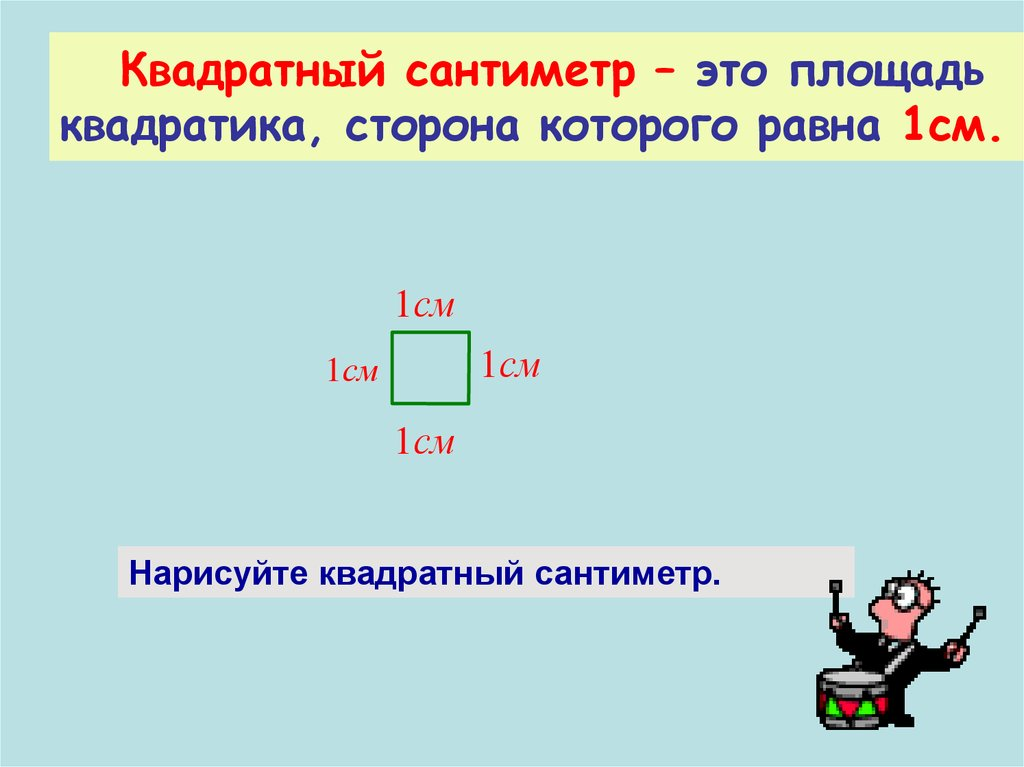 Квадратный сантиметр – это площадь
квадратика, сторона которого равна 1см.
1см
1см
1см
1см
Нарисуйте квадратный сантиметр.